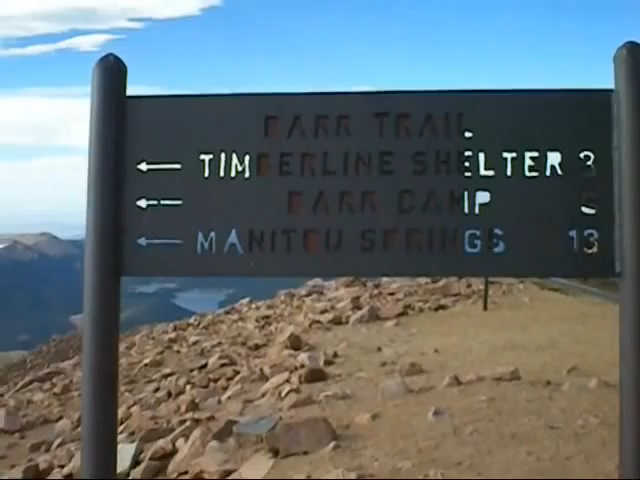 BARR TRAIL
← TIMBERLINE SHELTER 3
← BARR CAMP
← MANITOU SPRINGS 13